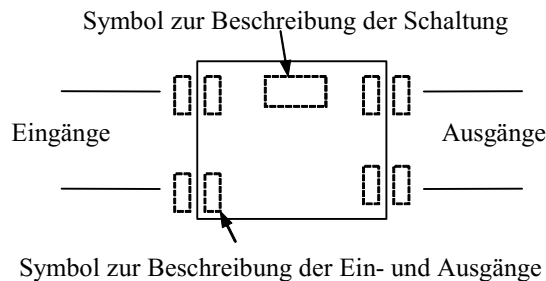 Symbol zur Beschreibung der Schaltung
Eingänge
Ausgänge
Symbol zur Beschreibung der Ein- und Ausgänge